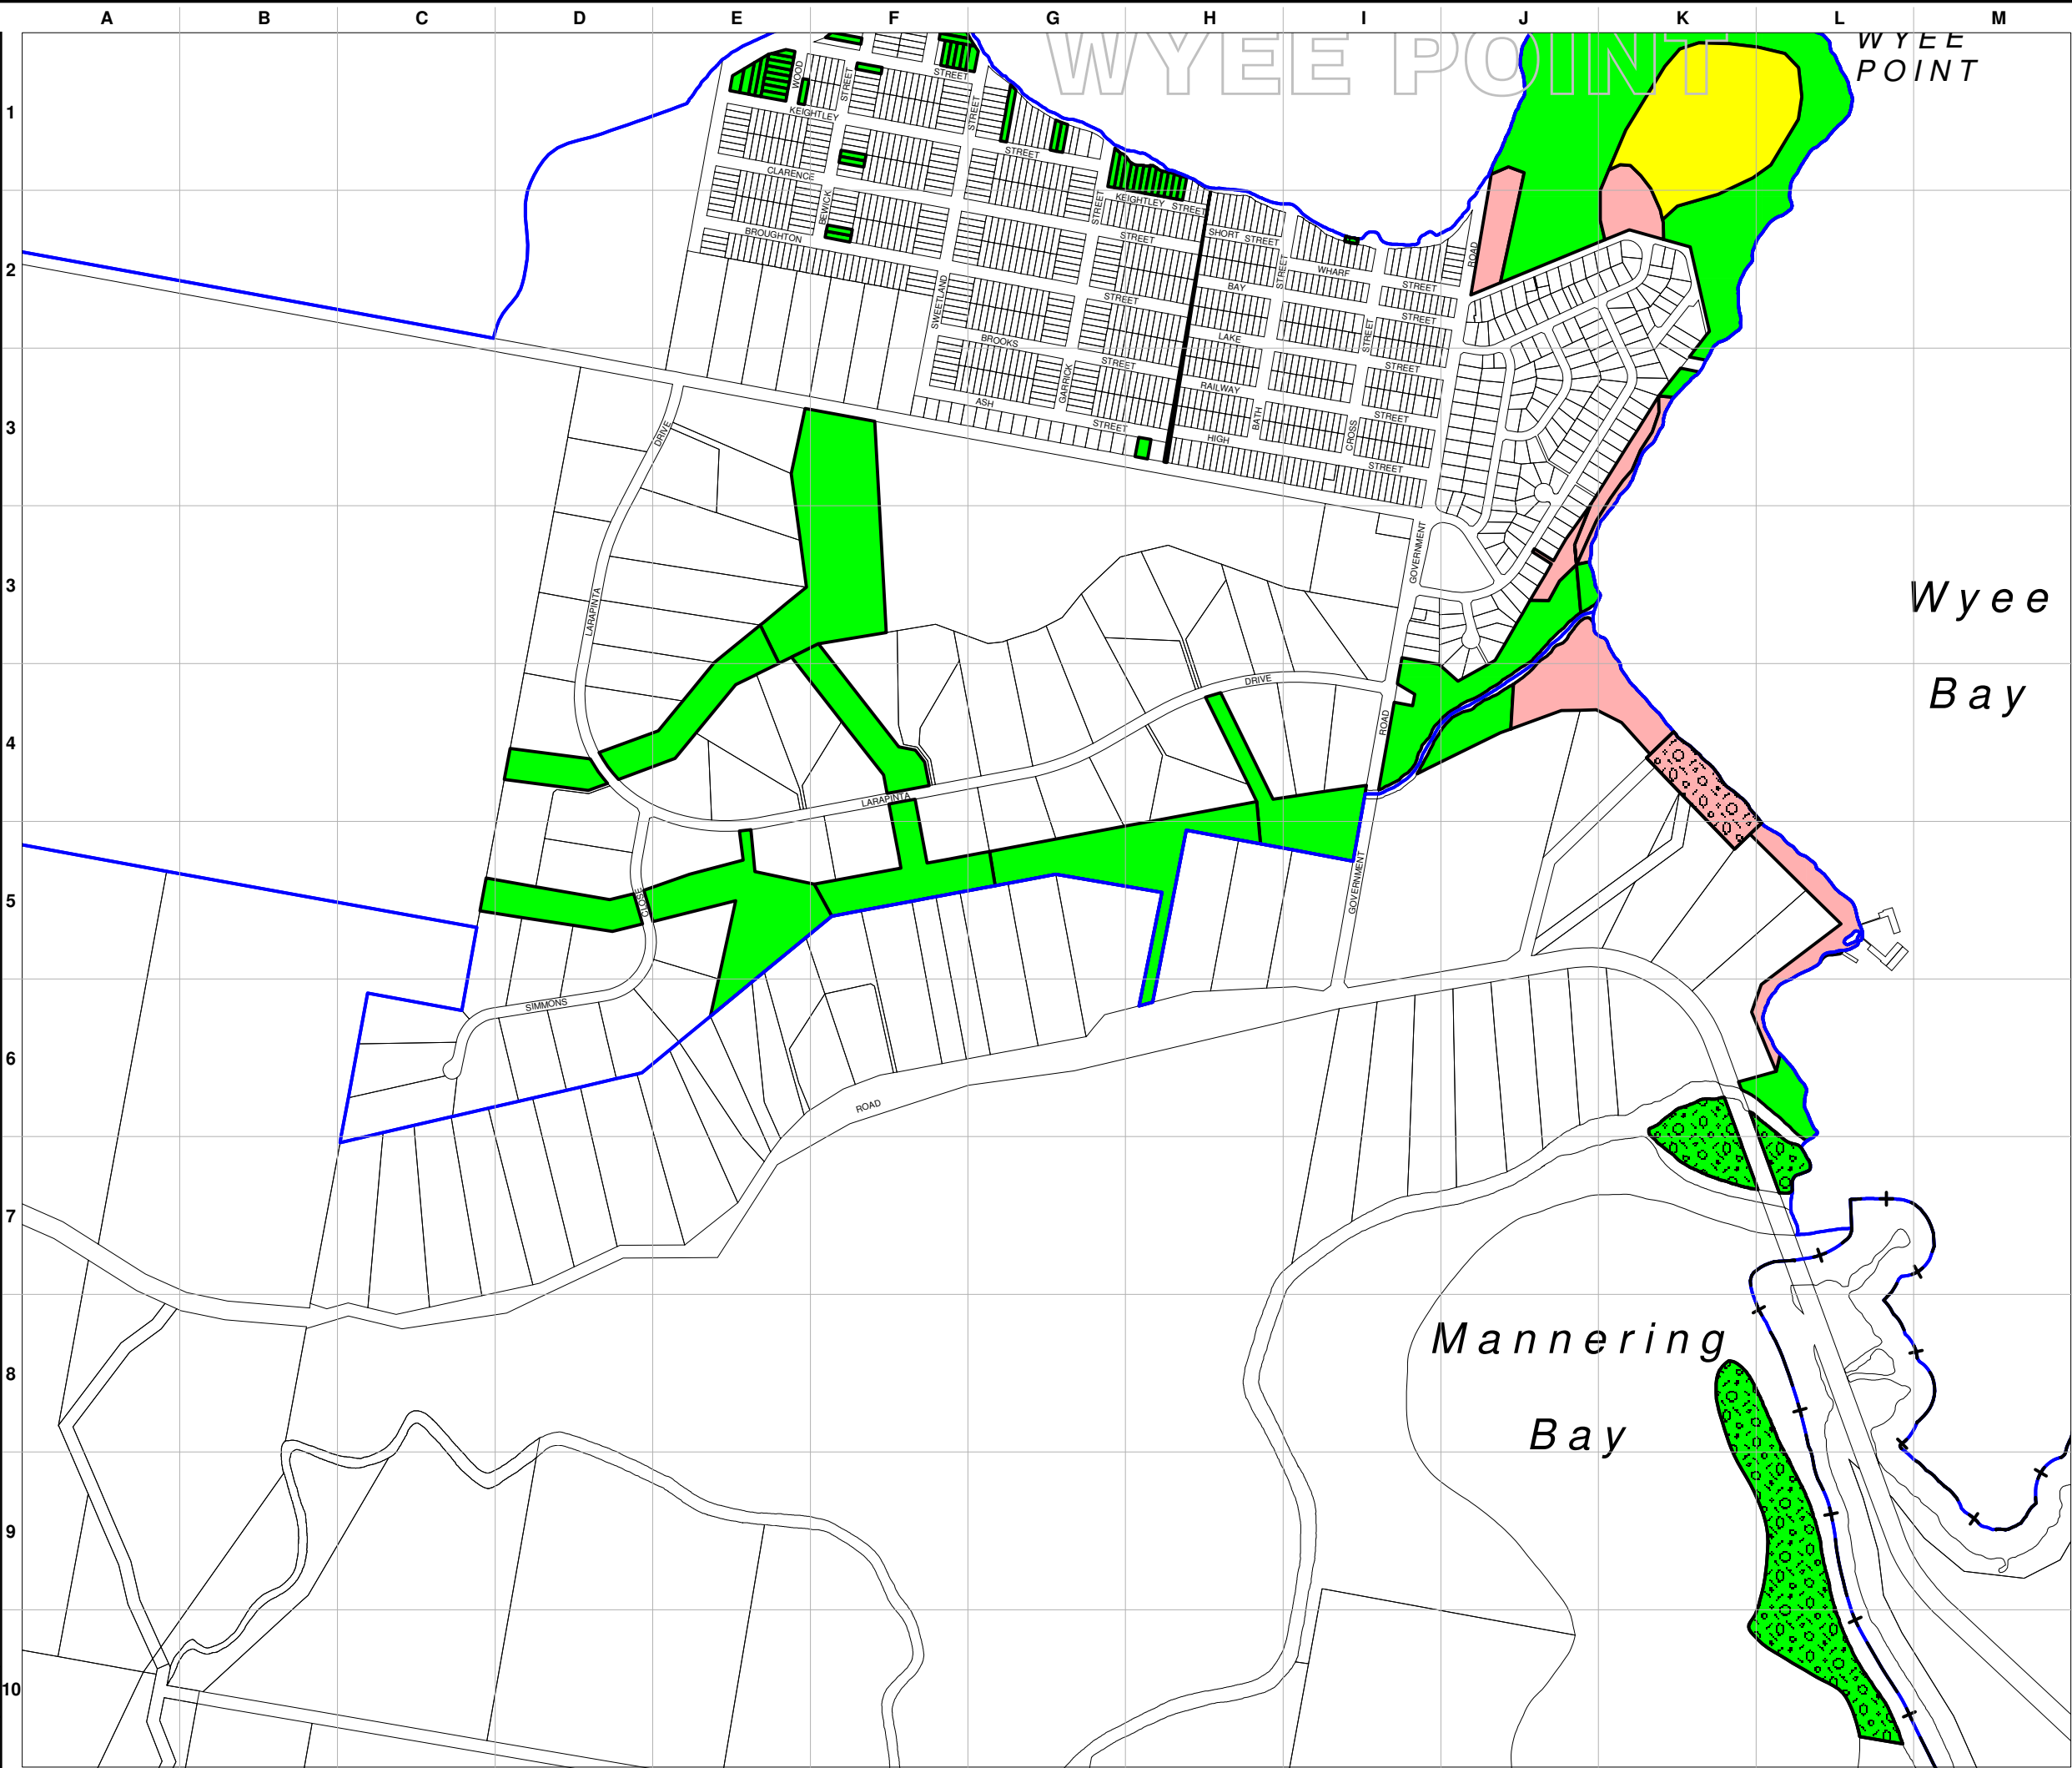 A B C D E F G H I J K L M
WYEE POINT
WYEE
POINT
1
2
3
3
4
5
6
7
8
9
10
WOOD
STREET
STREET
STREET
KEIGHTLEY
STREET
CLARENCE
BEWICK
STREET
KEIGHTLEY STREET
BROUGHTON
STREET
SHORT STREET
STREET
WHARF
ROAD
SWEETLAND
STREET
BAY
STREET
STREET
STREET
BROOKS
STREET
LAKE
STREET
GARRICK
RAILWAY
ASH
STREET
HIGH
BATH
CROSS
STREET
STREET
DRIVE
GOVERNMENT
LARAPINTA
Wyee
Bay
DRIVE
ROAD
LARAPINTA
GOVERNMENT
CLOSE
SIMMONS
ROAD
Mannering
Bay